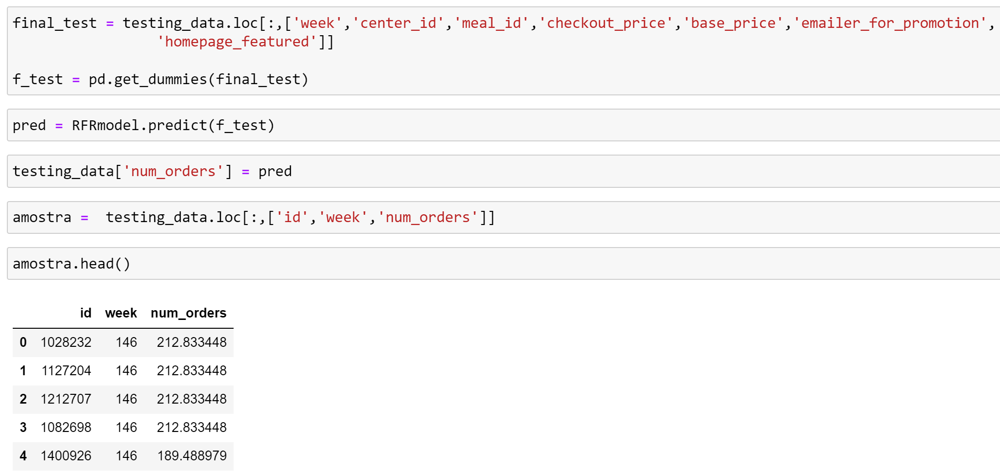 final_test = testing_data.loc[:,['week','center_id','meal_id','checkout_price','base_price','emailer_for_promotion',
'homepage_featured']]
f_test = pd.get_dummies(final_test)
pred = RFRmodel.predict(f_test)
testing_data['num_orders'] = pred
amostra =  testing_data.loc[:,['id','week','num_orders']]
amostra.head()
id week num_orders
0 1028232 146 212.833448
1 1127204 146 212.833448
2 1212707 146 212.833448
3 1082698 146 212.833448
4 1400926 146 189.488979